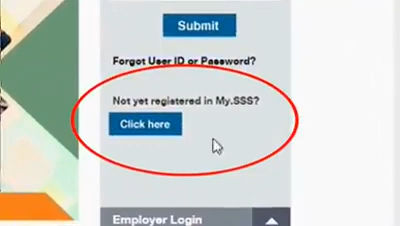 Submit
Forgot User ID or Password?
Not yet registered in My.SSS?
Click here
Employer Login